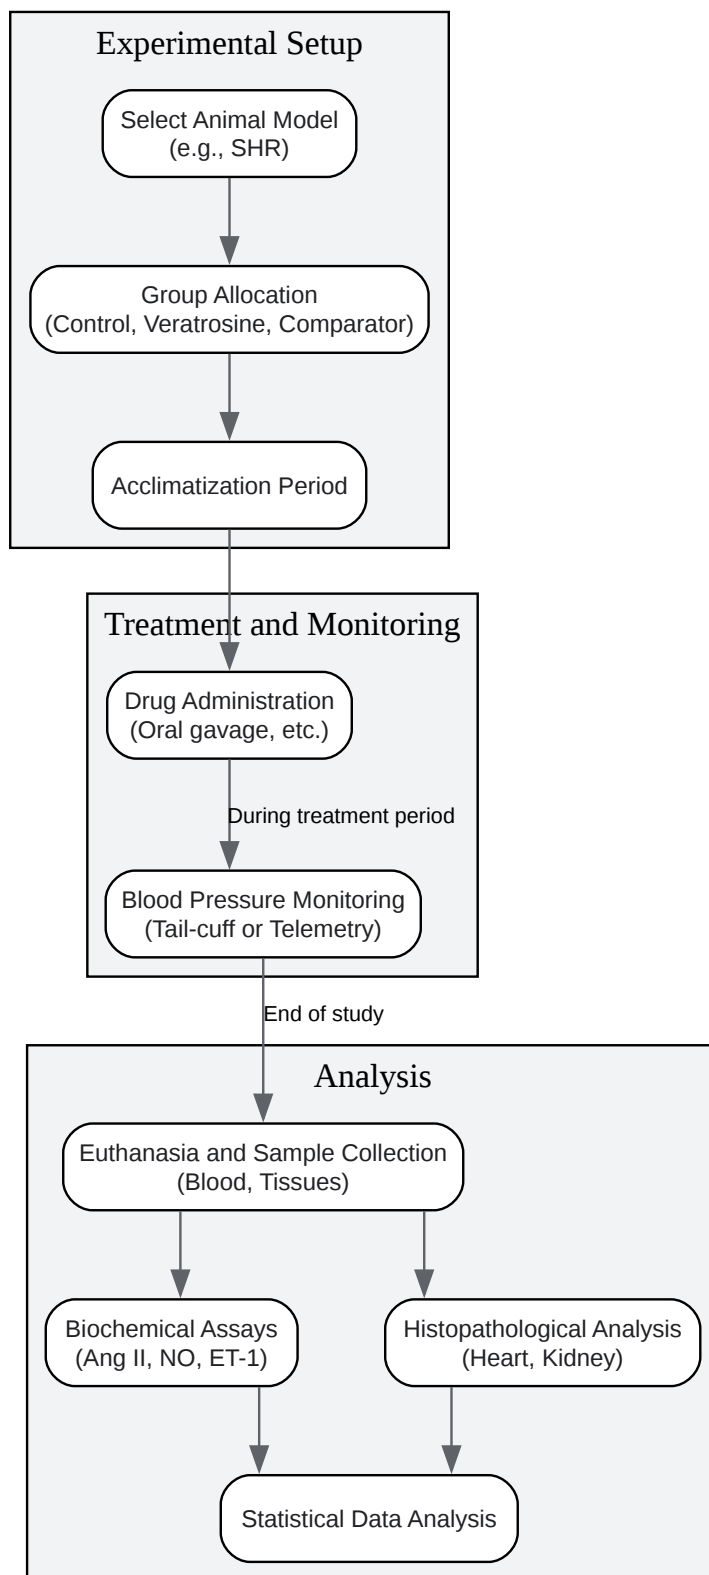 Experimental Setup
Select Animal Model
(e.g., SHR)
Group Allocation
(Control, Veratrosine, Comparator)
Acclimatization Period
Treatment and Monitoring
Drug Administration
(Oral gavage, etc.)
During treatment period
Blood Pressure Monitoring
(Tail-cuff or Telemetry)
End of study
Analysis
Euthanasia and Sample Collection
(Blood, Tissues)
Biochemical Assays
(Ang II, NO, ET-1)
Histopathological Analysis
(Heart, Kidney)
Statistical Data Analysis